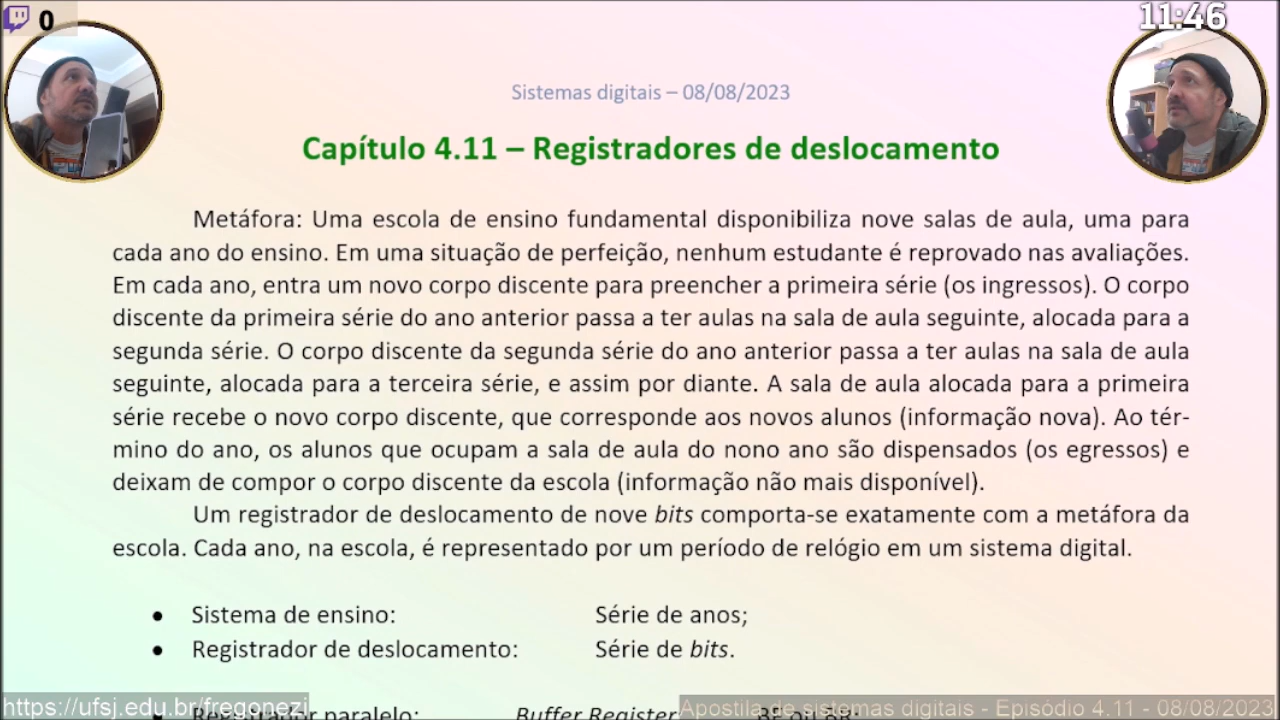 0
11:46
Sistemas digitais – 08/08/2023
Capítulo 4.11 – Registradores de deslocamento
Metáfora: Uma escola de ensino fundamental disponibiliza nove salas de aula, uma para
cada ano do ensino. Em uma situação de perfeição, nenhum estudante é reprovado nas avaliações.
Em cada ano, entra um novo corpo discente para preencher a primeira série (os ingressos). O corpo
discente da primeira série do ano anterior passa a ter aulas na sala de aula seguinte, alocada para a
segunda série. O corpo discente da segunda série do ano anterior passa a ter aulas na sala de aula
seguinte, alocada para a terceira série, e assim por diante. A sala de aula alocada para a primeira
série recebe o novo corpo discente, que corresponde aos novos alunos (informação nova). Ao tér-
mino do ano, os alunos que ocupam a sala de aula do nono ano são dispensados (os egressos) e
deixam de compor o corpo discente da escola (informação não mais disponível).
Um registrador de deslocamento de nove bits comporta-se exatamente com a metáfora da
escola. Cada ano, na escola, é representado por um período de relógio em um sistema digital.
• Sistema de ensino: Série de anos;
• Registrador de deslocamento: Série de bits.
• Registrador paralelo: Buffer Register BF ou BR;
https://ufsj.edu.br/fregonezi
Apostila de sistemas digitais - Episódio 4.11 - 08/08/2023